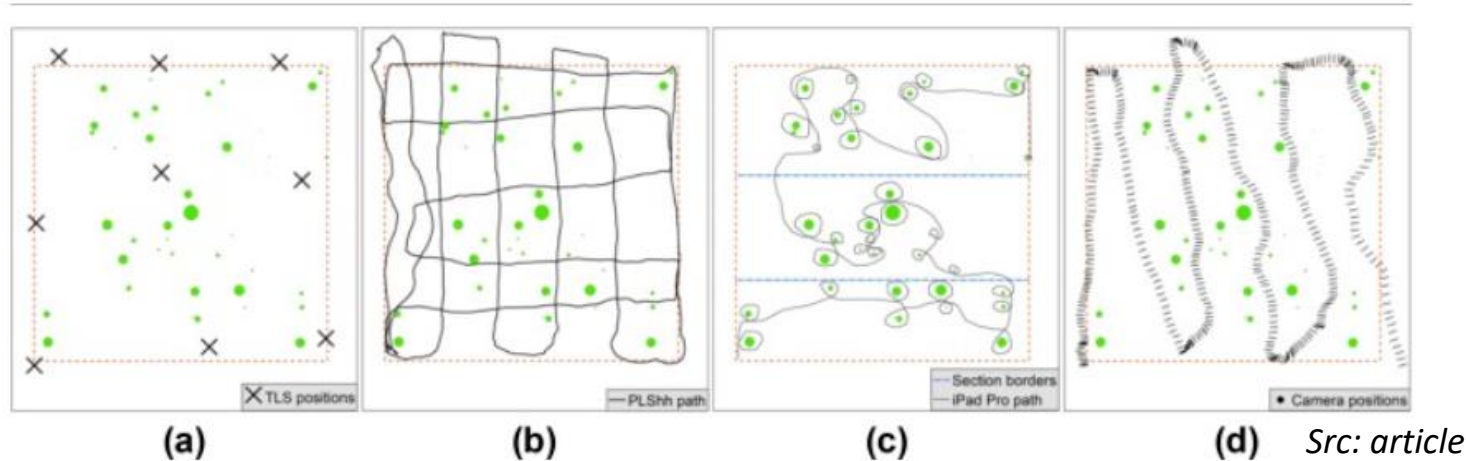 TLS positions
PLShh path
Section borders
iPad Pro path
Camera positions
(a)
(b)
(c)
(d)
Src: article